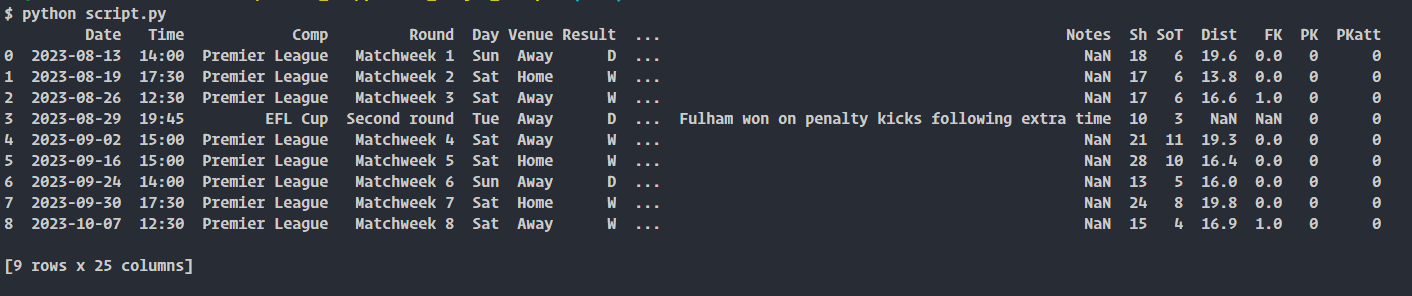 $ python script.py
Date Time Comp Round Day Venue Result ... Notes Sh SoT Dist FK PK PKatt
0 2023-08-13 14:00 Premier League Matchweek 1 Sun Away D ... NaN 18 6 19.6 0.0 0 0
1 2023-08-19 17:30 Premier League Matchweek 2 Sat Home W ... NaN 17 6 13.8 0.0 0 0
2 2023-08-26 12:30 Premier League Matchweek 3 Sat Away W ... NaN 17 6 16.6 1.0 0 0
3 2023-08-29 19:45 EFL Cup Second round Tue Away D ... Fulham won on penalty kicks following extra time 10 3 NaN NaN 0 0
4 2023-09-02 15:00 Premier League Matchweek 4 Sat Away W ... NaN 21 11 19.3 0.0 0 0
5 2023-09-16 15:00 Premier League Matchweek 5 Sat Home W ... NaN 28 10 16.4 0.0 0 0
6 2023-09-24 14:00 Premier League Matchweek 6 Sun Away D ... NaN 13 5 16.0 0.0 0 0
7 2023-09-30 17:30 Premier League Matchweek 7 Sat Home W ... NaN 24 8 19.8 0.0 0 0
8 2023-10-07 12:30 Premier League Matchweek 8 Sat Away W ... NaN 15 4 16.9 1.0 0 0
[9 rows x 25 columns]